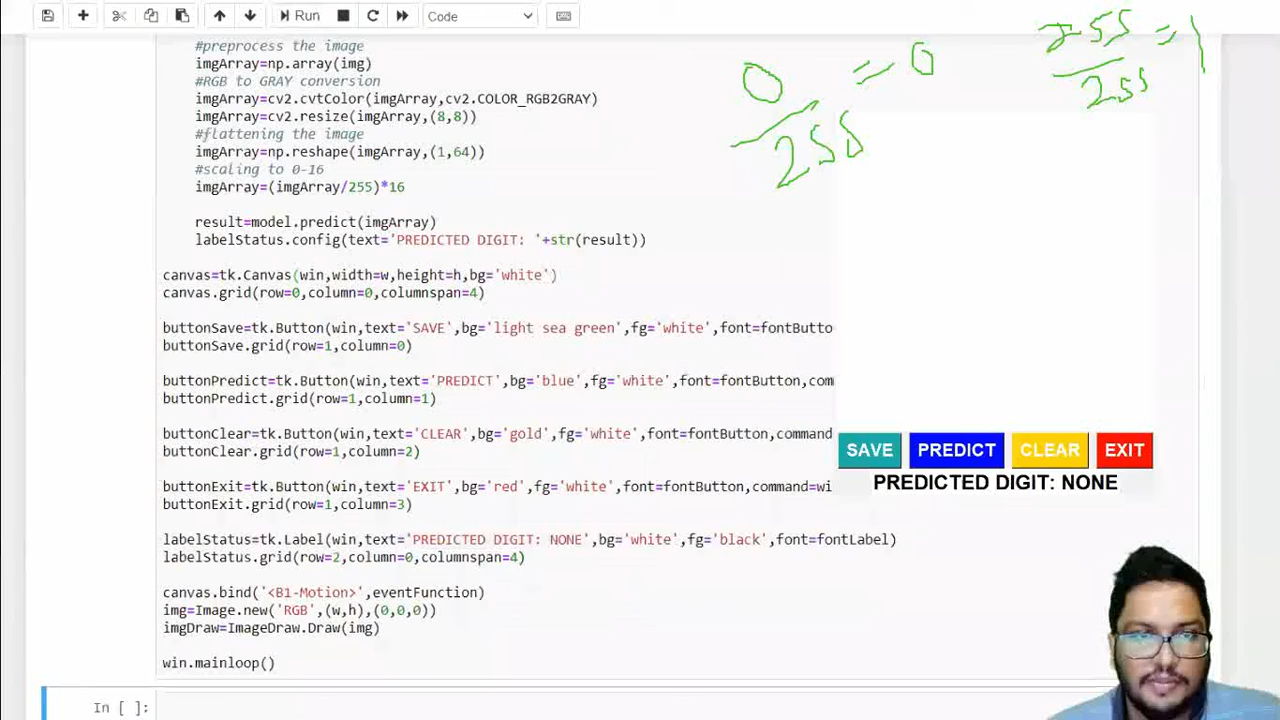 Run
Code
#preprocess the image
imgArray=np.array(img)
#RGB to GRAY conversion
imgArray=cv2.cvtColor(imgArray,cv2.COLOR_RGB2GRAY)
imgArray=cv2.resize(imgArray,(8,8))
#flattening the image
imgArray=np.reshape(imgArray,(1,64))
#scaling to 0-16
imgArray=(imgArray/255)*16
result=model.predict(imgArray)
labelStatus.config(text='PREDICTED DIGIT: '+str(result))
canvas=tk.Canvas(win,width=w,height=h,bg='white')
canvas.grid(row=0,column=0,columnspan=4)
buttonSave=tk.Button(win,text='SAVE',bg='light sea green',fg='white',font=fontButto
buttonSave.grid(row=1,column=0)
buttonPredict=tk.Button(win,text='PREDICT',bg='blue',fg='white',font=fontButton,com
buttonPredict.grid(row=1,column=1)
buttonClear=tk.Button(win,text='CLEAR',bg='gold',fg='white',font=fontButton,command
buttonClear.grid(row=1,column=2)
buttonExit=tk.Button(win,text='EXIT',bg='red',fg='white',font=fontButton,command=wi
buttonExit.grid(row=1,column=3)
labelStatus=tk.Label(win,text='PREDICTED DIGIT: NONE',bg='white',fg='black',font=fontLabel)
labelStatus.grid(row=2,column=0,columnspan=4)
canvas.bind('<B1-Motion>',eventFunction)
img=Image.new('RGB',(w,h),(0,0,0))
imgDraw=ImageDraw.Draw(img)
win.mainloop()
In [ ]:
0 = 0
255
255 = 1
255
SAVE PREDICT CLEAR EXIT
PREDICTED DIGIT: NONE